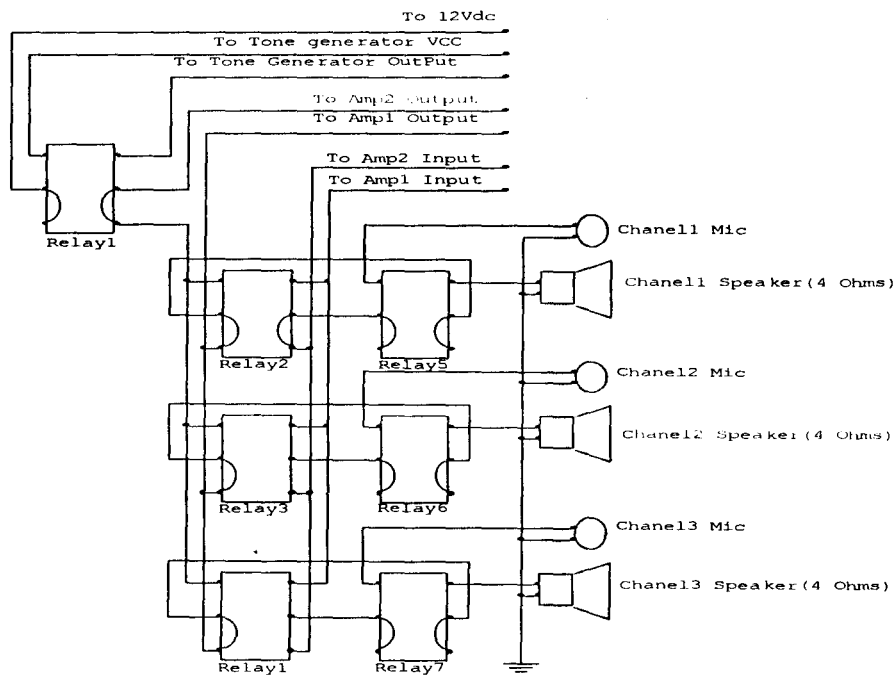 To 12Vdc
To Tone generator VCC
To Tone Generator OutPut
To Amp2 Output
To Amp1 Output
To Amp2 Input
To Amp1 Input
Relay1
Chanel1 Mic
Chanel1 Speaker(4 Ohms)
Relay2
Relay5
Chanel2 Mic
Chanel2 Speaker(4 Ohms)
Relay3
Relay6
Chanel3 Mic
Chanel3 Speaker(4 Ohms)
Relay1
Relay7